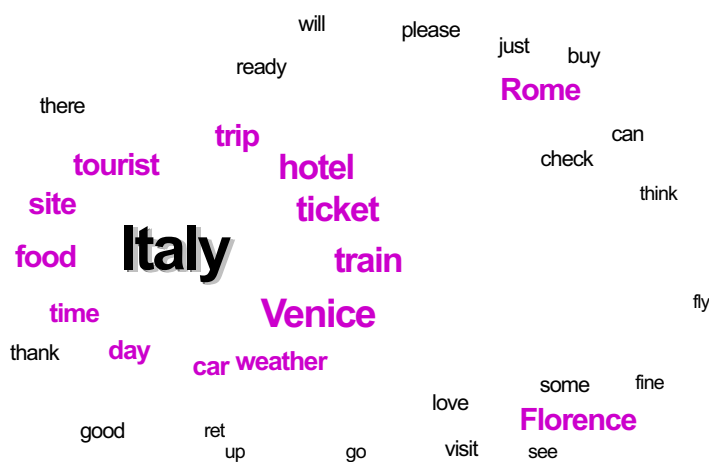 will
please
just
buy
ready
Rome
there
trip
can
tourist
hotel
check
site
ticket
think
Italy
food
train
time
Venice
fly
thank
day
car
weather
some
fine
love
Florence
good
ret
up
go
visit
see